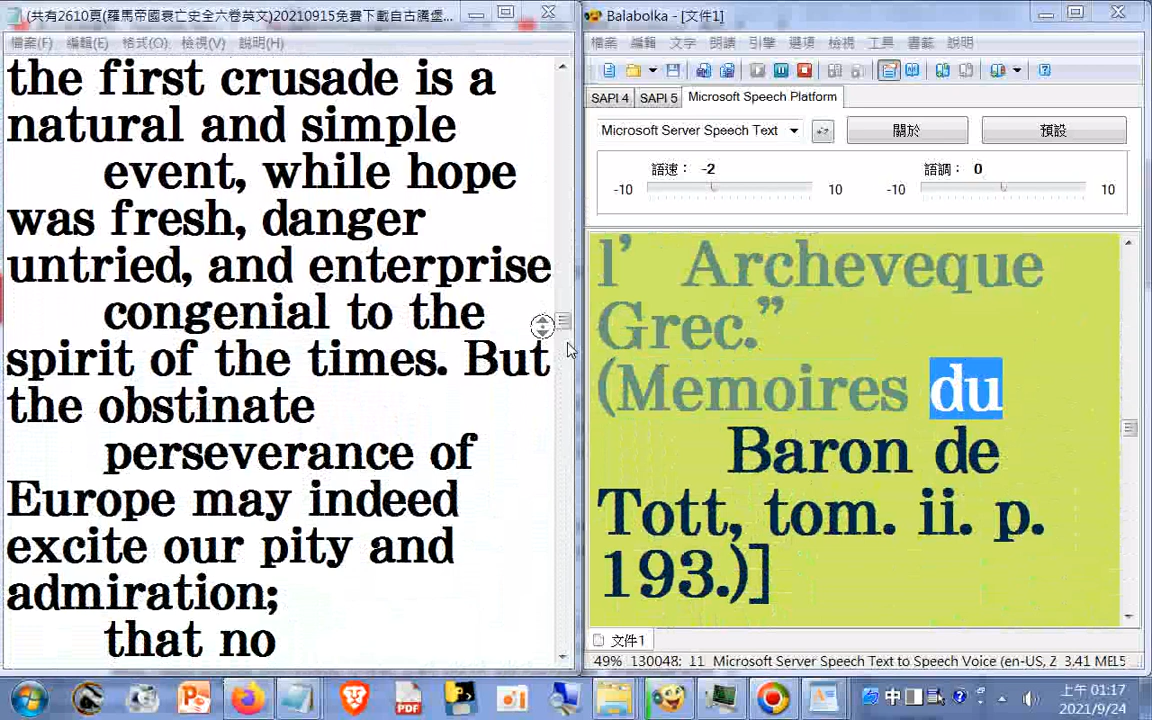 (共有2610頁(羅馬帝國衰亡史全六卷英文)20210915免費下載自古騰堡...
檔案(F) 編輯(E) 格式(O) 檢視(V) 說明(H)
the first crusade is a
natural and simple
event, while hope
was fresh, danger
untried, and enterprise
congenial to the
spirit of the times. But
the obstinate
perseverance of
Europe may indeed
excite our pity and
admiration;
that no
Balabolka - [文件1]
檔案 編輯 文字 朗讀 引擎 選項 檢視 工具 書籤 說明
SAPI 4 SAPI 5 Microsoft Speech Platform
Microsoft Server Speech Text 關於 預設
語速： -2 語調： 0
-10 10 -10 10
l’ Archeveque
Grec.”
(Memoires du
Baron de
Tott, tom. ii. p.
193.)]
文件1
49% 130048: 11 Microsoft Server Speech Text to Speech Voice (en-US, Z 3,41 MEL5
中
上午 01:17
2021/9/24